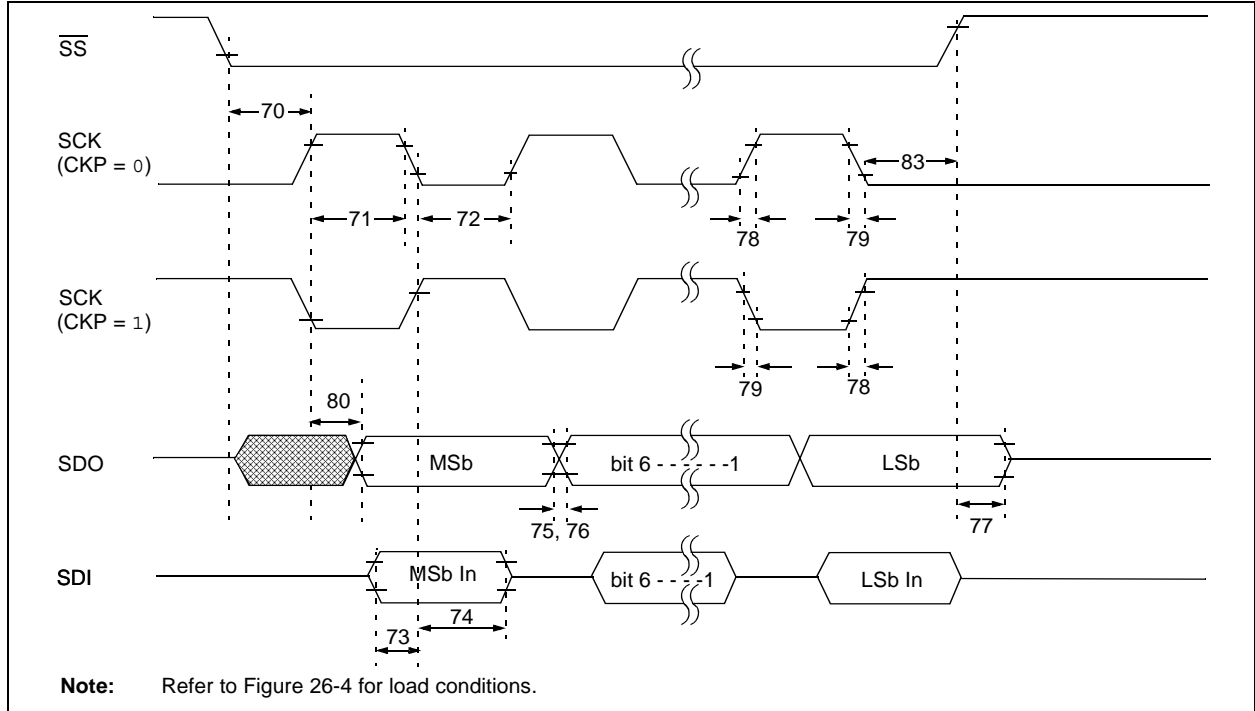 SS
70
SCK
(CKP = 0)
83
71
72
78
79
SCK
(CKP = 1)
79
78
80
SDO
MSb
bit 6 - - - - - -1
LSb
75, 76
77
SDI
MSb In
bit 6 - - - -1
LSb In
74
73
Note: Refer to Figure 26-4 for load conditions.